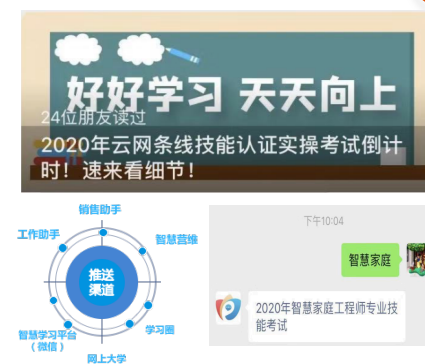 好好学习 天天向上
24位朋友读过
2020年云网条线技能认证实操考试倒计
时！速来看细节！
销售助手
工作助手
智慧营维
推送
渠道
智慧学习平台
（微信）
学习圈
网上大学
下午10:04
智慧家庭
2020年智慧家庭工程师专业技
能考试